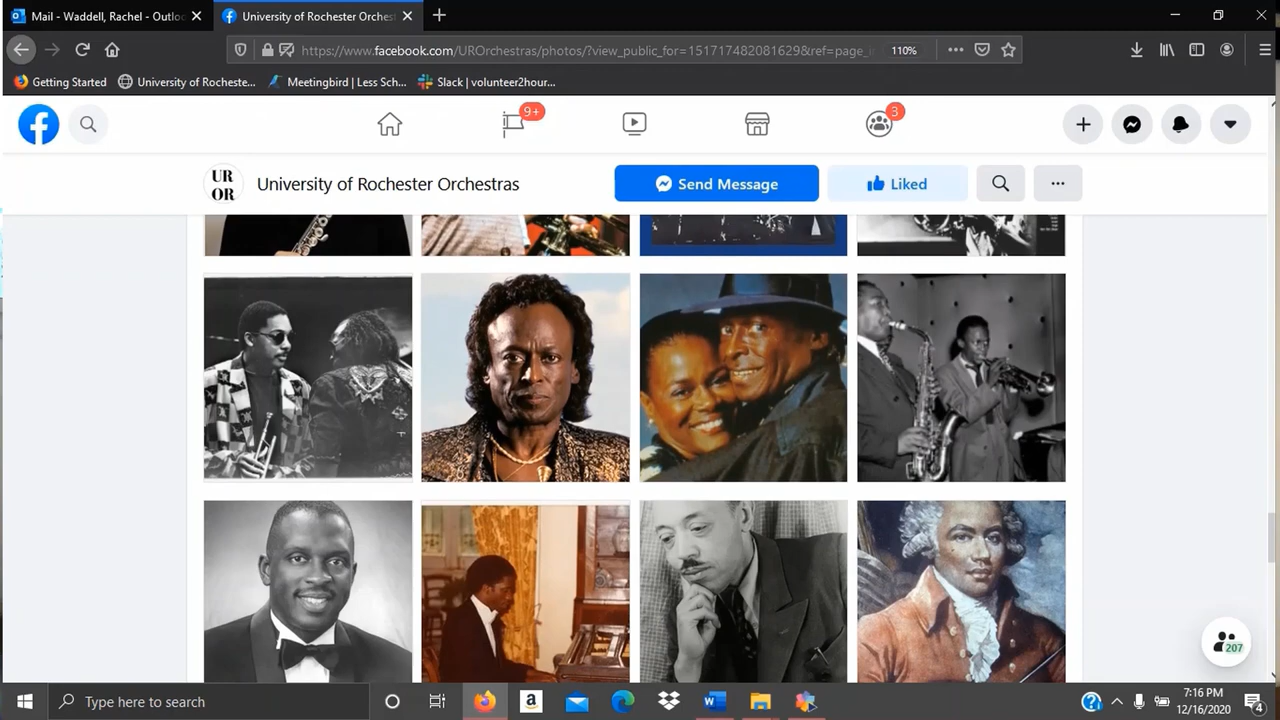 Mail - Waddell, Rachel - Outlo
University of Rochester Orches
https://www.facebook.com/UROrchestras/photos/?view_public_for=1517174820816298&ref=page_i
110%
Getting Started
University of Rocheste...
Meetingbird | Less Sch...
Slack | volunteer2hour...
9+
3
UR
OR
University of Rochester Orchestras
Send Message
Liked
207
Type here to search
7:16 PM
12/16/2020
4